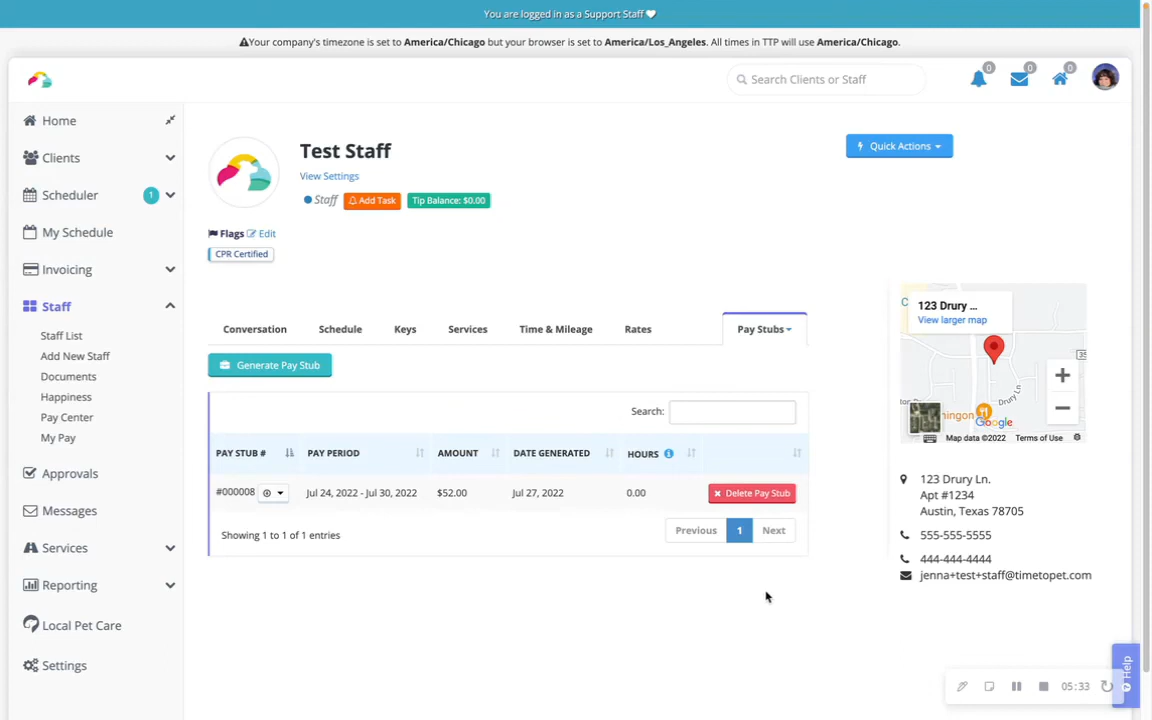 You are logged in as a Support Staff
Your company's timezone is set to America/Chicago but your browser is set to America/Los_Angeles. All times in TTP will use America/Chicago.
Search Clients or Staff
0
0
0
Home
Clients
Scheduler
1
My Schedule
Invoicing
Staff
Staff List
Add New Staff
Documents
Happiness
Pay Center
My Pay
Approvals
Messages
Services
Reporting
Local Pet Care
Settings
Test Staff
View Settings
Staff
Add Task
Tip Balance: $0.00
Quick Actions
Flags Edit
CPR Certified
Conversation
Schedule
Keys
Services
Time & Mileage
Rates
Pay Stubs
Generate Pay Stub
Search:
PAY STUB # PAY PERIOD AMOUNT DATE GENERATED HOURS
#000008 Jul 24, 2022 - Jul 30, 2022 $52.00 Jul 27, 2022 0.00 Delete Pay Stub
Showing 1 to 1 of 1 entries
Previous 1 Next
123 Drury ...
View larger map
Drury Ln
Google
Map data ©2022 Terms of Use
123 Drury Ln.
Apt #1234
Austin, Texas 78705
555-555-5555
444-444-4444
jenna+test+staff@timetopet.com
Help
05:33